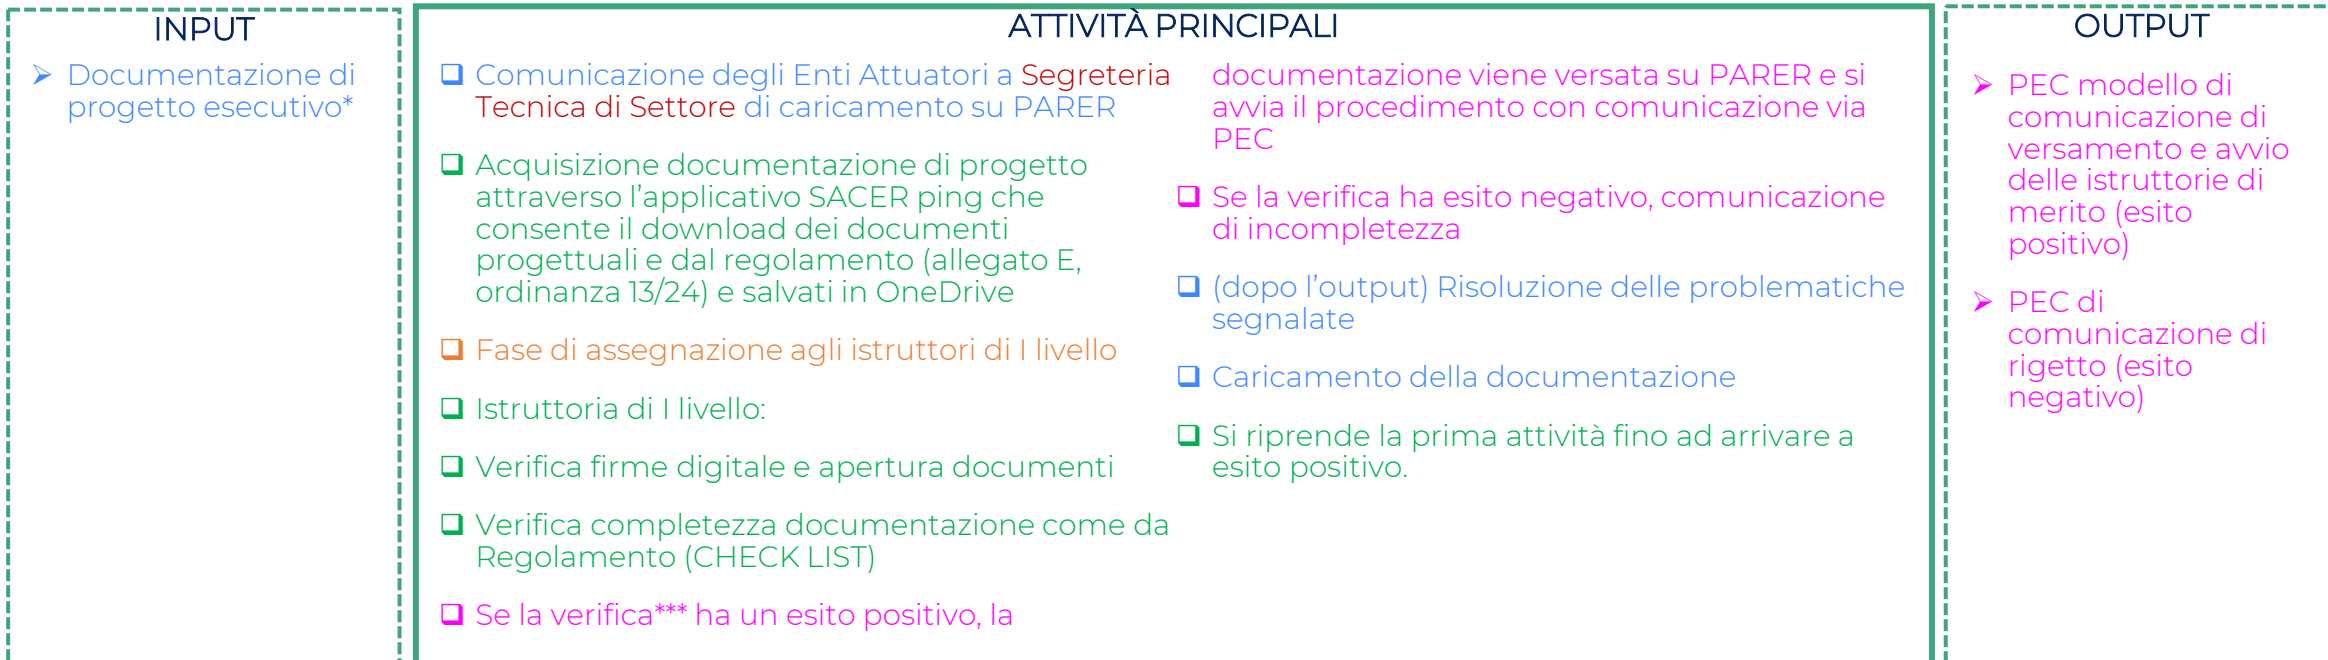 INPUT
Documentazione di
progetto esecutivo*
ATTIVITÀ PRINCIPALI
Comunicazione degli Enti Attuatori a Segreteria
Tecnica di Settore di caricamento su PARER
Acquisizione documentazione di progetto
attraverso l'applicativo SACER ping che
consente il download dei documenti
progettuali e dal regolamento (allegato E,
ordinanza 13/24) e salvati in OneDrive
Fase di assegnazione agli istruttori di I livello
Istruttoria di I livello:
Verifica firme digitale e apertura documenti
Verifica completezza documentazione come da
Regolamento (CHECK LIST)
Se la verifica*** ha un esito positivo, la
documentazione viene versata su PARER e si
avvia il procedimento con comunicazione via
PEC
Se la verifica ha esito negativo, comunicazione
di incompletezza
(dopo l'output) Risoluzione delle problematiche
segnalate
Caricamento della documentazione
Si riprende la prima attività fino ad arrivare a
esito positivo.
OUTPUT
PEC modello di
comunicazione di
versamento e avvio
delle istruttorie di
merito (esito
positivo)
PEC di
comunicazione di
rigetto (esito
negativo)